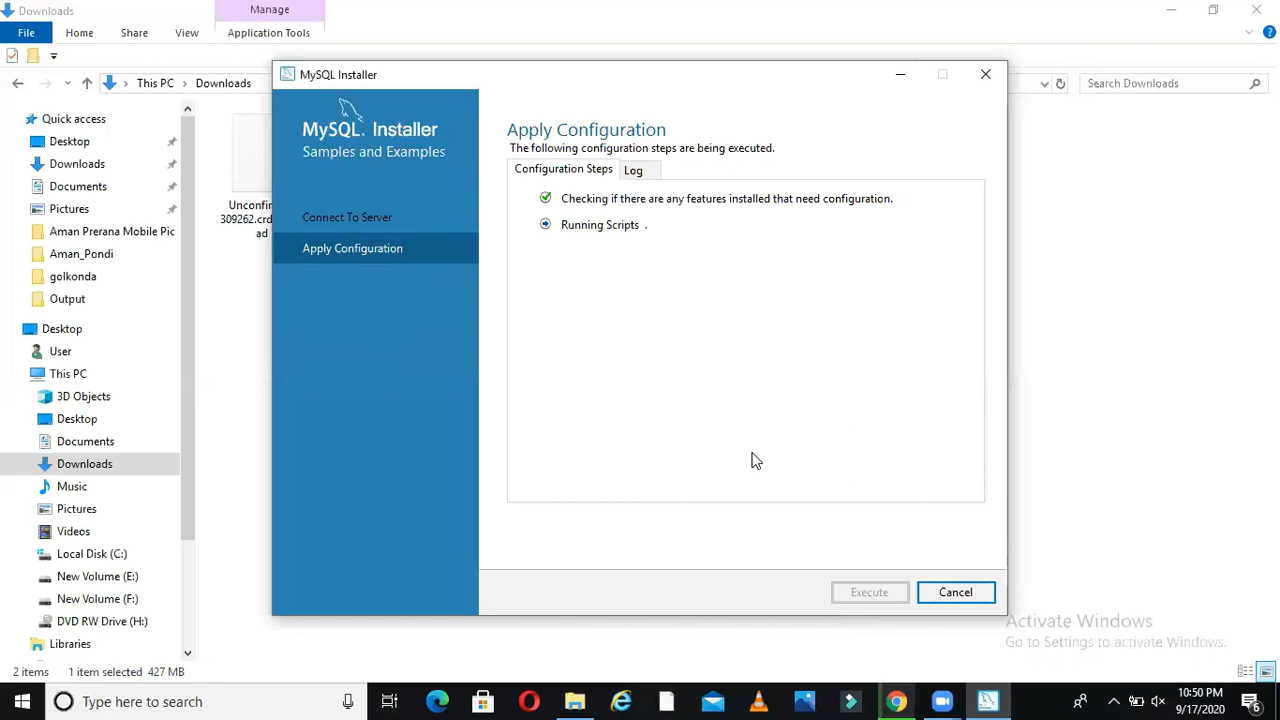 Downloads
Manage
File
Home
Share
View
Application Tools
This PC
Downloads
Search Downloads
Quick access
Desktop
Downloads
Documents
Pictures
Aman Prerana Mobile Pic
Aman_Pondi
golkonda
Output
Desktop
User
This PC
3D Objects
Desktop
Documents
Downloads
Music
Pictures
Videos
Local Disk (C:)
New Volume (E:)
New Volume (F:)
DVD RW Drive (H:)
Libraries
Unconfir
309262.crd
ad
MySQL Installer
MySQL. Installer
Samples and Examples
Connect To Server
Apply Configuration
Apply Configuration
The following configuration steps are being executed.
Configuration Steps
Log
Checking if there are any features installed that need configuration.
Running Scripts .
Execute
Cancel
Activate Windows
Go to Settings to activate Windows.
2 items
1 item selected 427 MB
Type here to search
10:50 PM
9/17/2020
6